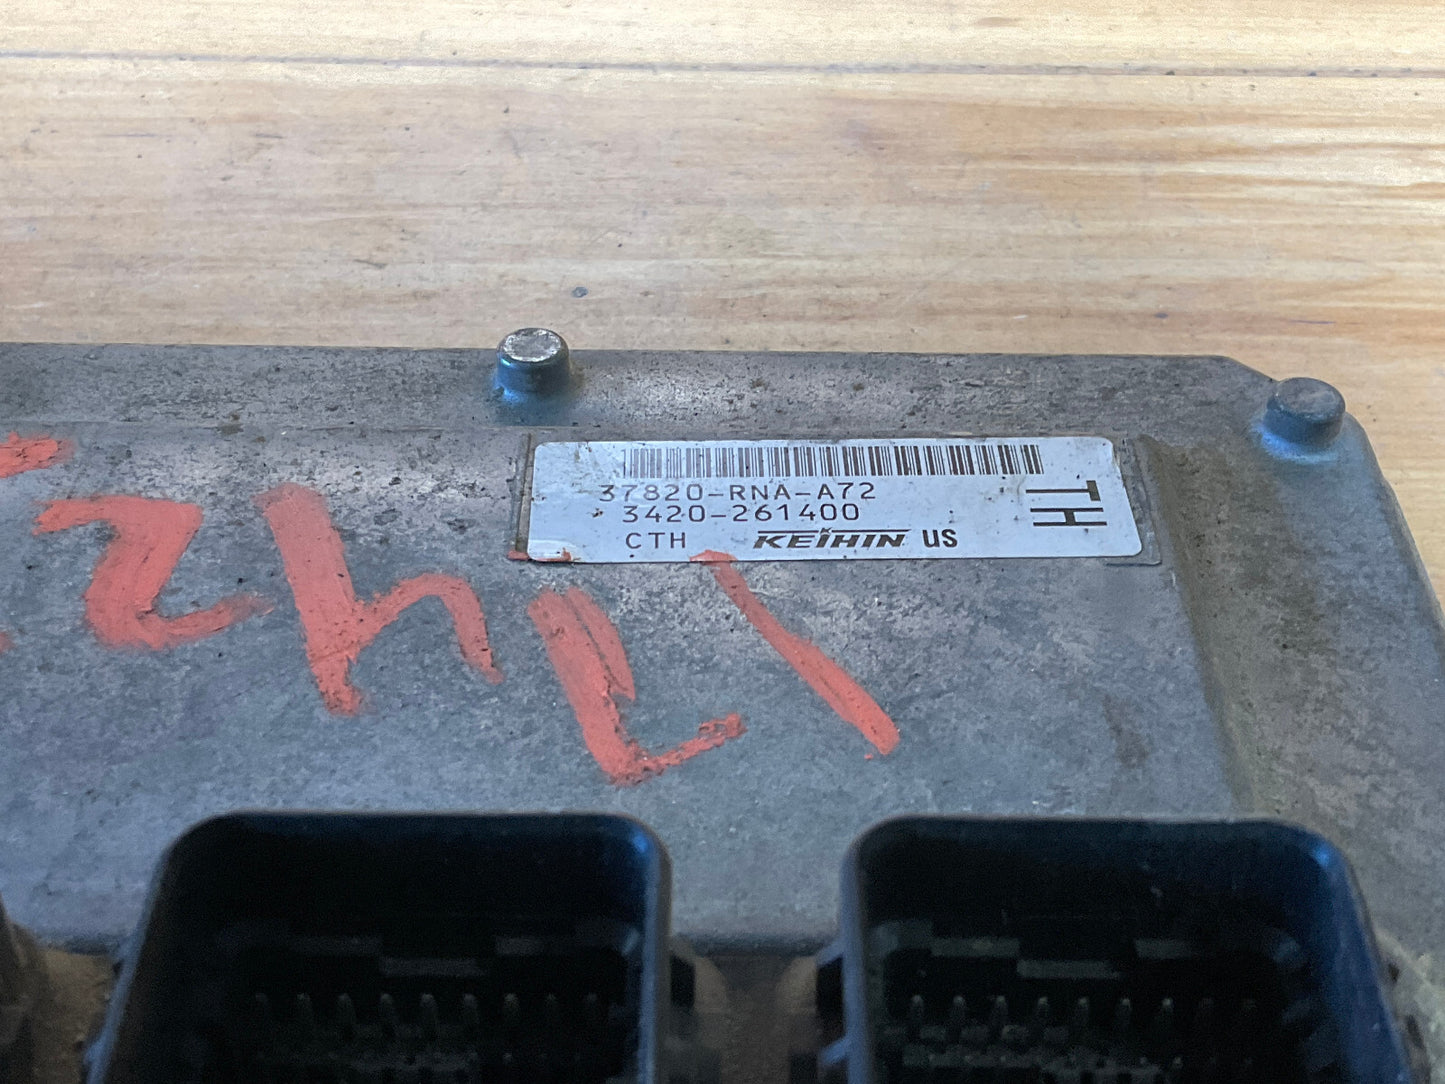 37820-RNA-A72
3420-261400
CTH KEIHIN US
TH